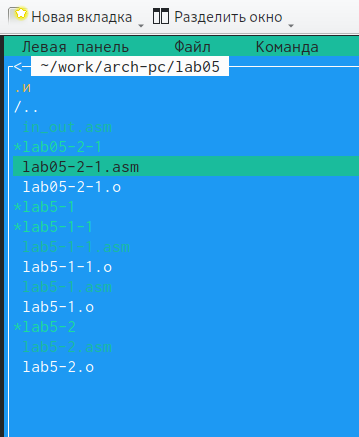 Новая вкладка Разделить окно
Левая панель Файл Команда
<– ~/work/arch-pc/lab05
.и
/..
in_out.asm
*lab05-2-1
lab05-2-1.asm
lab05-2-1.o
*lab5-1
*lab5-1-1
lab5-1-1.asm
lab5-1-1.o
lab5-1.asm
lab5-1.o
*lab5-2
lab5-2.asm
lab5-2.o